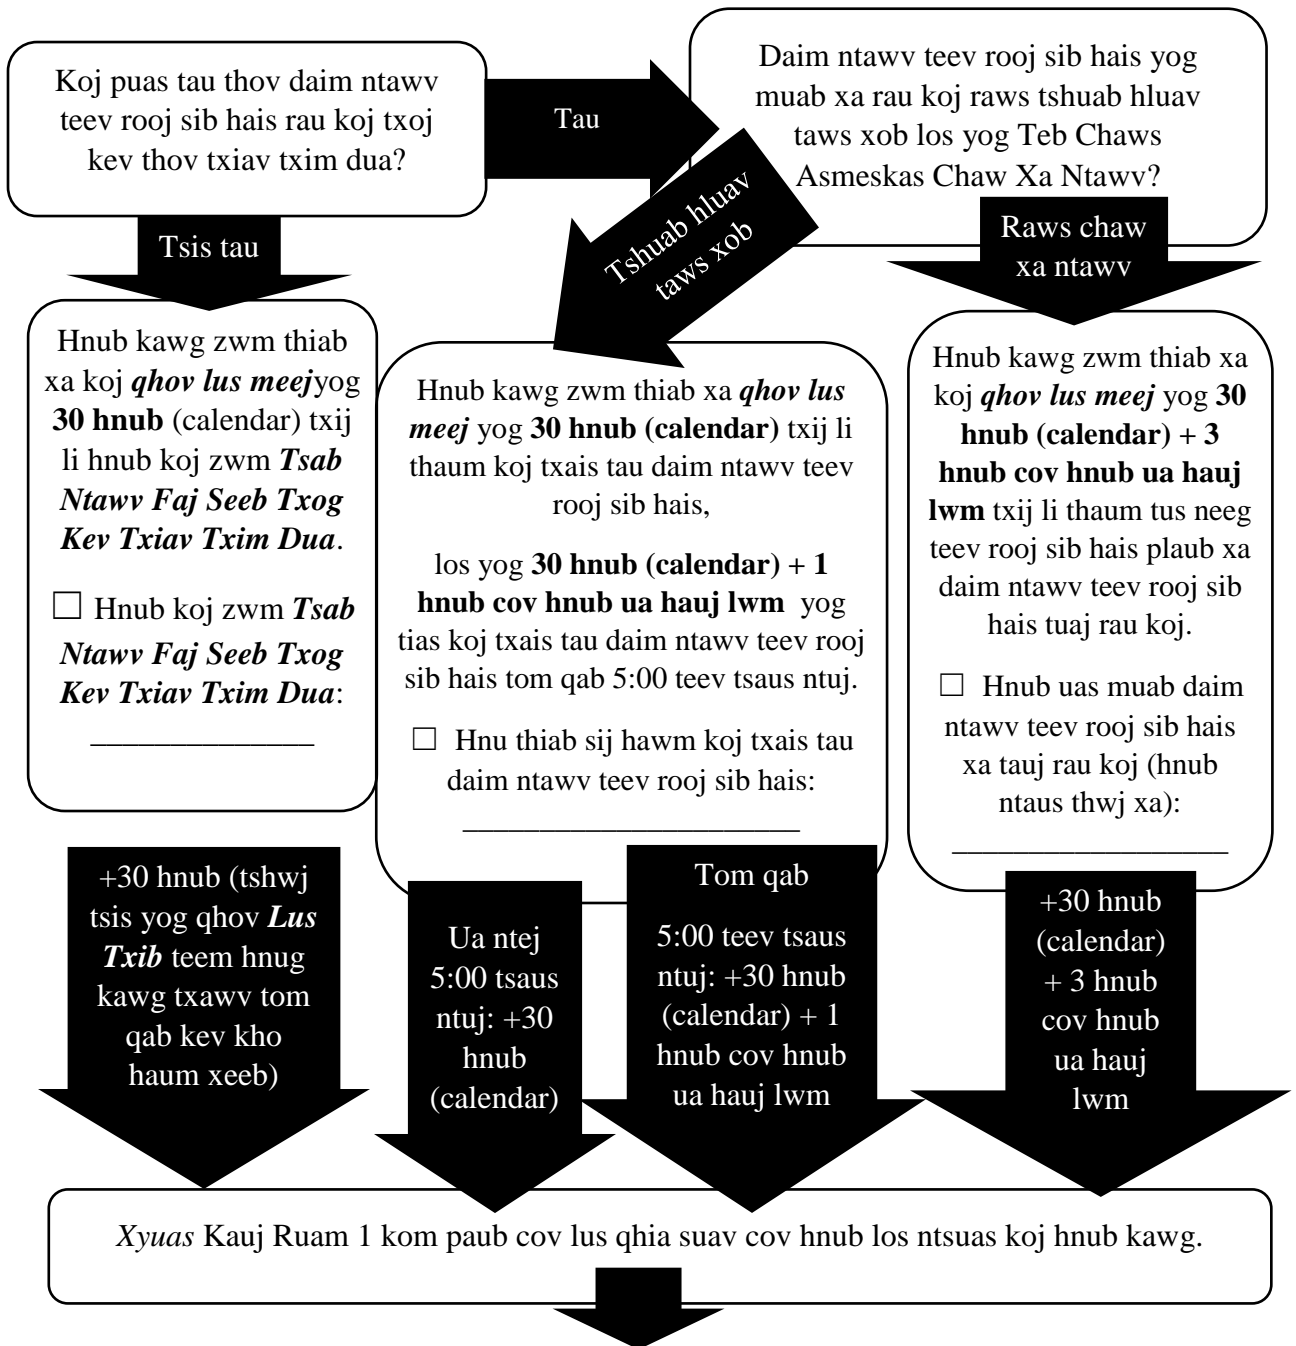 Koj puas tau thov daim ntawv
teev rooj sib hais rau koj txoj
kev thov txiav txim dua?
Tau
Daim ntawv teev rooj sib hais yog
muab xa rau koj raws tshuab hluav
taws xob los yog Teb Chaws
Asmeskas Chaw Xa Ntawv?
Tsis tau
Tshuab hluav
taws xob
Raws chaw
xa ntawv
Hnub kawg zwm thiab
xa koj qhov lus meejyog
30 hnub (calendar) txij
li hnub koj zwm Tsab
Ntawv Faj Seeb Txog
Kev Txiav Txim Dua.
☐ Hnub koj zwm Tsab
Ntawv Faj Seeb Txog
Kev Txiav Txim Dua:
______________
Hnub kawg zwm thiab xa qhov lus
meej yog 30 hnub (calendar) txij li
thaum koj txais tau daim ntawv teev
rooj sib hais,
los yog 30 hnub (calendar) + 1
hnub cov hnub ua hauj lwm yog
tias koj txais tau daim ntawv teev rooj
sib hais tom qab 5:00 teev tsaus ntuj.
☐ Hnu thiab sij hawm koj txais tau
daim ntawv teev rooj sib hais:
_____________________
Hnub kawg zwm thiab xa
koj qhov lus meej yog 30
hnub (calendar) + 3
hnub cov hnub ua hauj
lwm txij li thaum tus neeg
teev rooj sib hais plaub xa
daim ntawv teev rooj sib
hais tuaj rau koj.
☐ Hnub uas muab daim
ntawv teev rooj sib hais
xa tauj rau koj (hnub
ntaus thwj xa):
_________________
+30 hnub (tshwj
tsis yog qhov Lus
Txib teem hnug
kawg txawv tom
qab kev kho
haum xeeb)
Ua ntej
5:00 tsaus
ntuj: +30
hnub
(calendar)
Tom qab
5:00 teev tsaus
ntuj: +30 hnub
(calendar) + 1
hnub cov hnub
ua hauj lwm
+30 hnub
(calendar)
+ 3 hnub
cov hnub
ua hauj
lwm
Xyuas Kauj Ruam 1 kom paub cov lus qhia suav cov hnub los ntsuas koj hnub kawg.